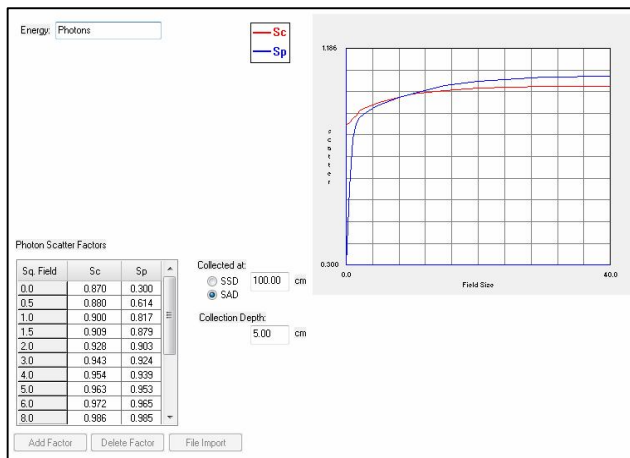 Energy: Photons
Sc
Sp
1.186
scatter
0.300
0.0
40.0
Field Size
Photon Scatter Factors
Sq. Field Sc Sp
0.0 0.870 0.300
0.5 0.880 0.614
1.0 0.900 0.817
1.5 0.909 0.879
2.0 0.928 0.903
3.0 0.943 0.924
4.0 0.954 0.939
5.0 0.963 0.953
6.0 0.972 0.965
8.0 0.986 0.985
Collected at:
SSD 100.00 cm
SAD
Collection Depth:
5.00 cm
Add Factor Delete Factor File Import